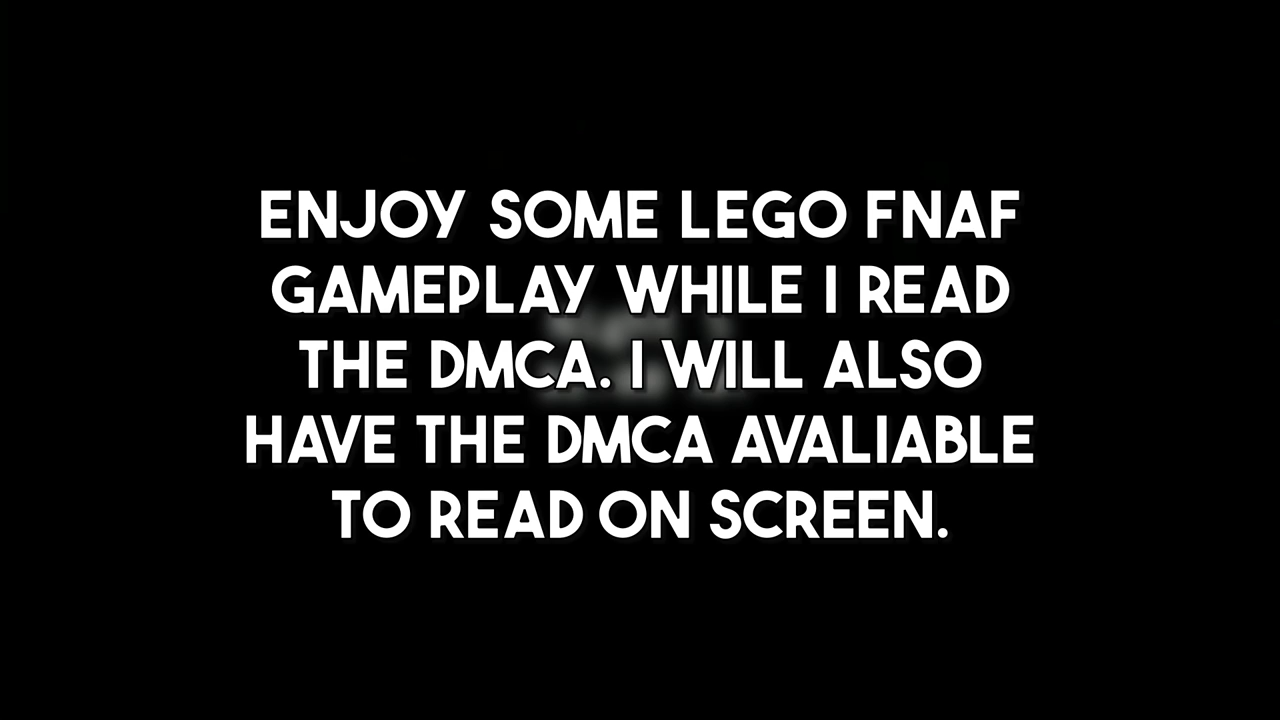 ENJOY SOME LEGO FNAF
GAMEPLAY WHILE I READ
THE DMCA. I WILL ALSO
HAVE THE DMCA AVALIABLE
TO READ ON SCREEN.